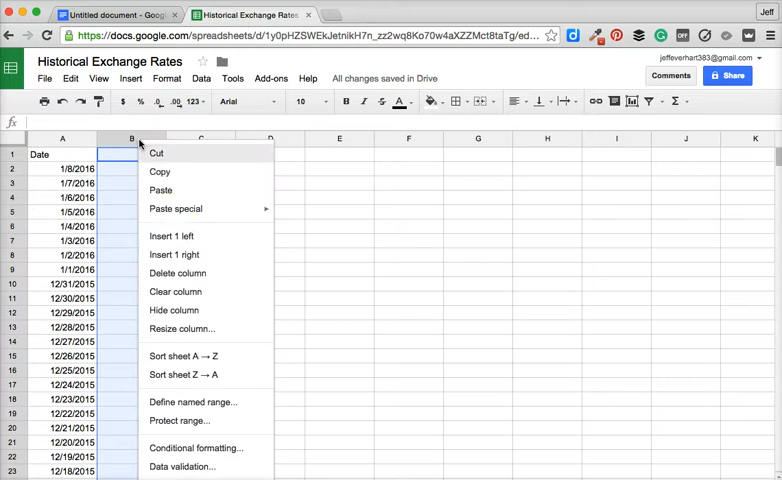 Untitled document - Goog
Historical Exchange Rates
Jeff
https://docs.google.com/spreadsheets/d/1y0pHZSWEkJetnikH7n_zz2wq8Ko70w4aXZZMct8taTg/ed...
Historical Exchange Rates
jeffeverhart383@gmail.com
File Edit View Insert Format Data Tools Add-ons Help All changes saved in Drive
Comments Share
$ % .0 .00 123 Arial 10 B I S A Σ
fx
A B C D E F G H I J K
1 Date
2 1/8/2016
3 1/7/2016
4 1/6/2016
5 1/5/2016
6 1/4/2016
7 1/3/2016
8 1/2/2016
9 1/1/2016
10 12/31/2015
11 12/30/2015
12 12/29/2015
13 12/28/2015
14 12/27/2015
15 12/26/2015
16 12/25/2015
17 12/24/2015
18 12/23/2015
19 12/22/2015
20 12/21/2015
21 12/20/2015
22 12/19/2015
23 12/18/2015
Cut
Copy
Paste
Paste special
Insert 1 left
Insert 1 right
Delete column
Clear column
Hide column
Resize column...
Sort sheet A → Z
Sort sheet Z → A
Define named range...
Protect range...
Conditional formatting...
Data validation...